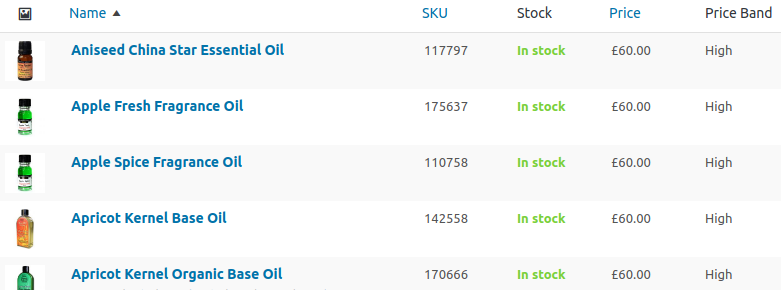 Name SKU Stock Price Price Band
Aniseed China Star Essential Oil 117797 In stock £60.00 High
Apple Fresh Fragrance Oil 175637 In stock £60.00 High
Apple Spice Fragrance Oil 110758 In stock £60.00 High
Apricot Kernel Base Oil 142558 In stock £60.00 High
Apricot Kernel Organic Base Oil 170666 In stock £60.00 High